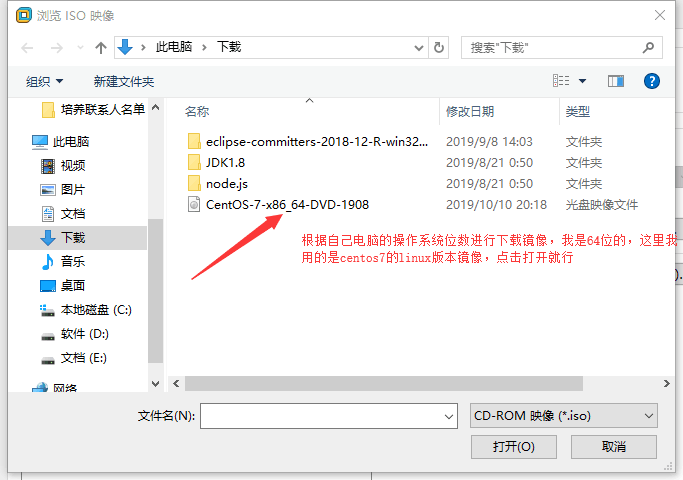 浏览 ISO 映像
此电脑 下载
搜索"下载"
组织 新建文件夹
培养联系人名单
此电脑
视频
图片
文档
下载
音乐
桌面
本地磁盘 (C:)
软件 (D:)
文档 (E:)
网络
名称 修改日期 类型
eclipse-committers-2018-12-R-win32... 2019/9/8 14:03 文件夹
JDK1.8 2019/8/21 0:50 文件夹
node.js 2019/8/21 0:50 文件夹
CentOS-7-x86_64-DVD-1908 2019/10/10 20:18 光盘映像文件
根据自己电脑的操作系统位数进行下载镜像，我是64位的，这里我
用的是centos7的linux版本镜像，点击打开就行
).
文件名(N): CD-ROM 映像 (*.iso)
打开(O) 取消